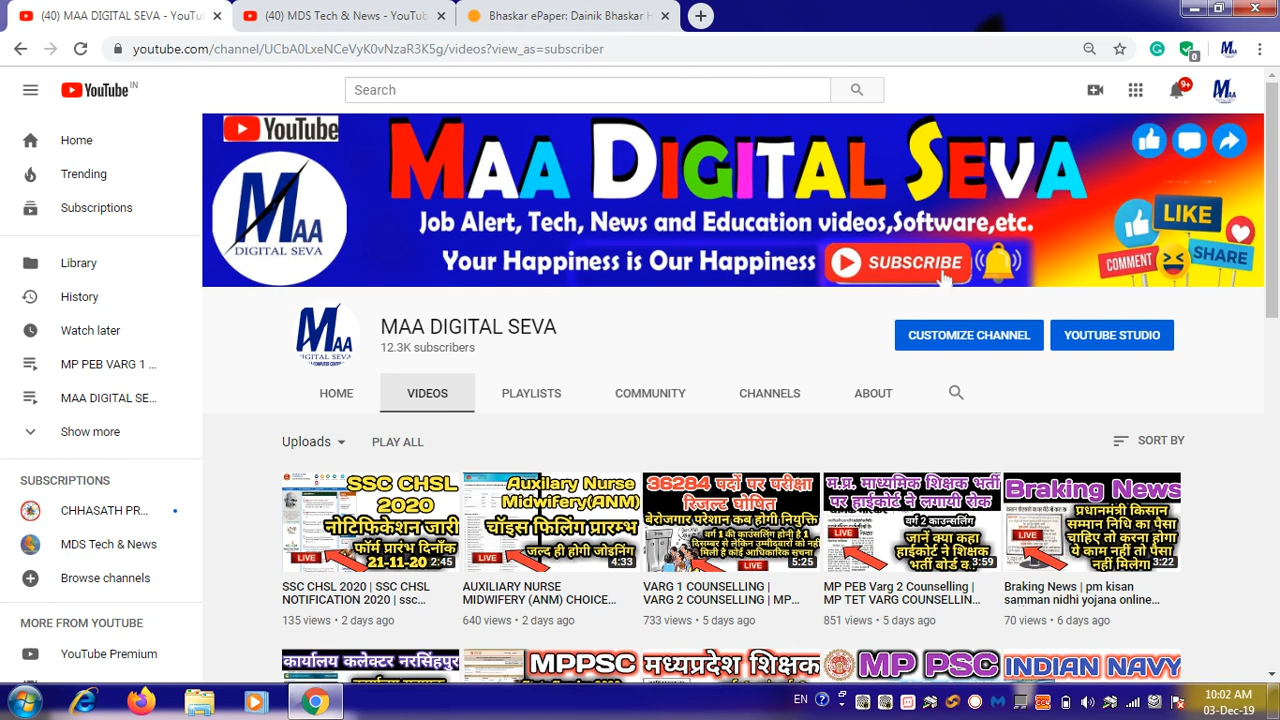 (40) MAA DIGITAL SEVA - YouTu
(40) MDS Tech & News - YouTub
Bhaskar ePaper: Dainik Bhaskar H
youtube.com/channel/UCbA0LxeNCeVyK0vNzaR3K5g/videos?view_as=subscriber
0
YouTube IN
Search
9+
Home
Trending
Subscriptions
Library
History
Watch later
MP PEB VARG 1 ...
MAA DIGITAL SE...
Show more
SUBSCRIPTIONS
CHHASATH PR...
MDS Tech & News
Browse channels
MORE FROM YOUTUBE
YouTube Premium
YouTube
MAA DIGITAL SEVA
Job Alert, Tech, News and Education videos,Software,etc.
Your Happiness is Our Happiness
SUBSCRIBE
MAA
DIGITAL SEVA
LIKE
COMMENT
SHARE
MAA
DIGITAL SEVA
MAA DIGITAL SEVA
12.3K subscribers
CUSTOMIZE CHANNEL
YOUTUBE STUDIO
HOME
VIDEOS
PLAYLISTS
COMMUNITY
CHANNELS
ABOUT
Uploads
PLAY ALL
SORT BY
SSC CHSL
2020
नोटिफिकेशन जारी
फॉर्म प्रारंभ दिनाँक
21-11-20
LIVE
2:45
SSC CHSL 2020 | SSC CHSL
NOTIFICATION 2020 | ssc...
135 views • 2 days ago
Auxilary Nurse
Midwifery(ANM)
चॉइस फिलिंग प्रारम्भ
जल्द ही होगी जोइनिंग
LIVE
4:33
AUXILIARY NURSE
MIDWIFERY (ANM) CHOICE...
640 views • 2 days ago
36284 पदों पर परीक्षा
रिजल्ट घोषित
बेरोजगार परेशान कब होगी नियुक्ति
LIVE
5:25
VARG 1 COUNSELLING |
VARG 2 COUNSELLING | MP...
733 views • 5 days ago
म.प्र. माध्यमिक शिक्षक भर्ती
पर हाईकोर्ट ने लगायी रोक
वर्ग 2 काउन्सलिंग
जानें क्या कहा
हाईकोर्ट ने शिक्षक
भर्ती बोर्ड व..
LIVE
3:59
MP PEB Varg 2 Counselling |
MP TET VARG COUNSELLIN...
851 views • 5 days ago
Braking News
प्रधानमंत्री किसान
सम्मान निधि का पैसा
चाहिए तो करना होगा
ये काम नहीं तो पैसा
नहीं मिलेगा
LIVE
3:22
Braking News | pm kisan
samman nidhi yojana online...
70 views • 6 days ago
कार्यालय कलेक्टर नरसिंहपुर
MPPSC
मध्यप्रदेश शिक्षक
MP PSC
INDIAN NAVY
EN
10:02 AM
03-Dec-19